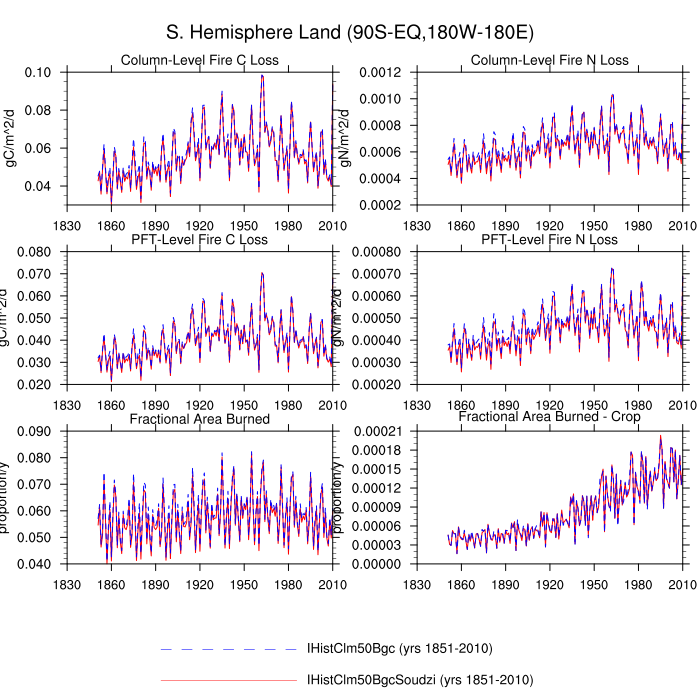 S. Hemisphere Land (90S-EQ,180W-180E)
Column-Level Fire C Loss
gC/m^2/d
0.10
0.08
0.06
0.04
1830 1860 1890 1920 1950 1980 2010
Column-Level Fire N Loss
gN/m^2/d
0.0012
0.0010
0.0008
0.0006
0.0004
0.0002
1830 1860 1890 1920 1950 1980 2010
PFT-Level Fire C Loss
gC/m^2/d
0.080
0.070
0.060
0.050
0.040
0.030
0.020
1830 1860 1890 1920 1950 1980 2010
PFT-Level Fire N Loss
gN/m^2/d
0.00080
0.00070
0.00060
0.00050
0.00040
0.00030
0.00020
1830 1860 1890 1920 1950 1980 2010
Fractional Area Burned
proportion/y
0.090
0.080
0.070
0.060
0.050
0.040
1830 1860 1890 1920 1950 1980 2010
Fractional Area Burned - Crop
proportion/y
0.00021
0.00018
0.00015
0.00012
0.00009
0.00006
0.00003
0.00000
1830 1860 1890 1920 1950 1980 2010
IHistClm50Bgc (yrs 1851-2010)
IHistClm50BgcSoudzi (yrs 1851-2010)